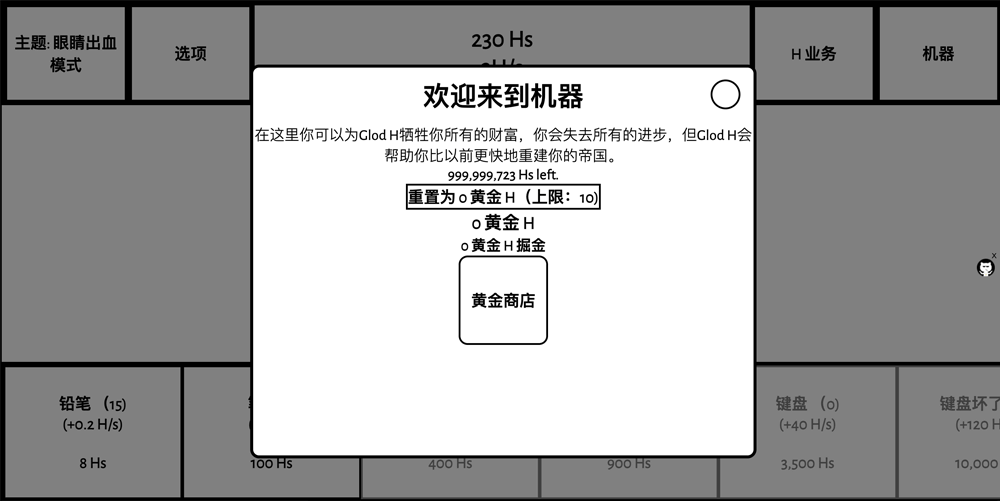 主题: 眼睛出血
模式
选项
230 Hs
H 业务
机器
欢迎来到机器
在这里你可以为Glod H牺牲你所有的财富，你会失去所有的进步，但Glod H会
帮助你比以前更快地重建你的帝国。
999,999,723 Hs left.
重置为 0 黄金 H（上限：10)
0 黄金 H
0 黄金 H 掘金
黄金商店
x
铅笔 （15)
(+0.2 H/s)
8 Hs
100 Hs
400 Hs
900 Hs
键盘 （0)
(+40 H/s)
3,500 Hs
键盘坏了
(+120 H
10,000